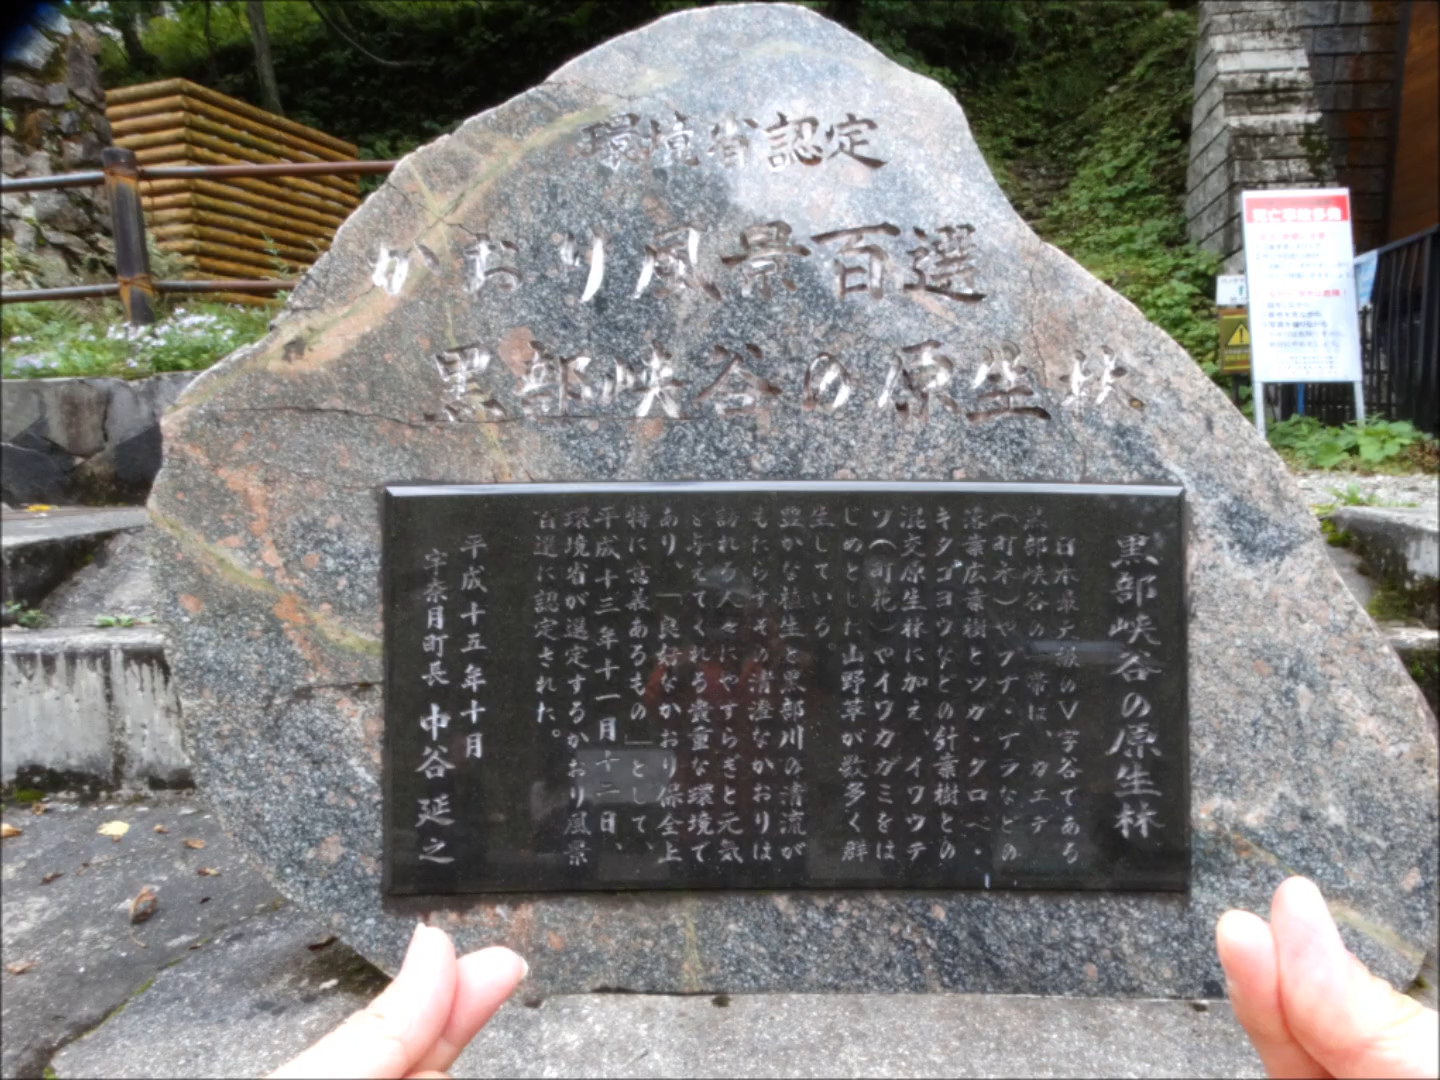 環境省認定
かおり風景百選
黒部峡谷の原生林
黒部峡谷の原生林
日本最大級のV字谷である
黒部峡谷の一帯は、カエデ
(町木)やブナ・ナラなどの
落葉広葉樹とツガ・クロベ・
キタゴヨウなどの針葉樹との
混交原生林に加え、イワウチ
ワ(町花)やイワカガミをは
じめとした山野草が数多く群
生している。
豊かな植生と黒部川の清流が
もたらすその清澄なかおりは
訪れる人々にやすらぎと元気
を与えてくれる貴重な環境で
あり、「良好なかおり保全上
特に意義あるもの」として、
平成十三年十一月十二日、
環境省が選定するかおり風景
百選に認定された。
平成十五年十月
宇奈月町長 中谷延之
死亡事故多発